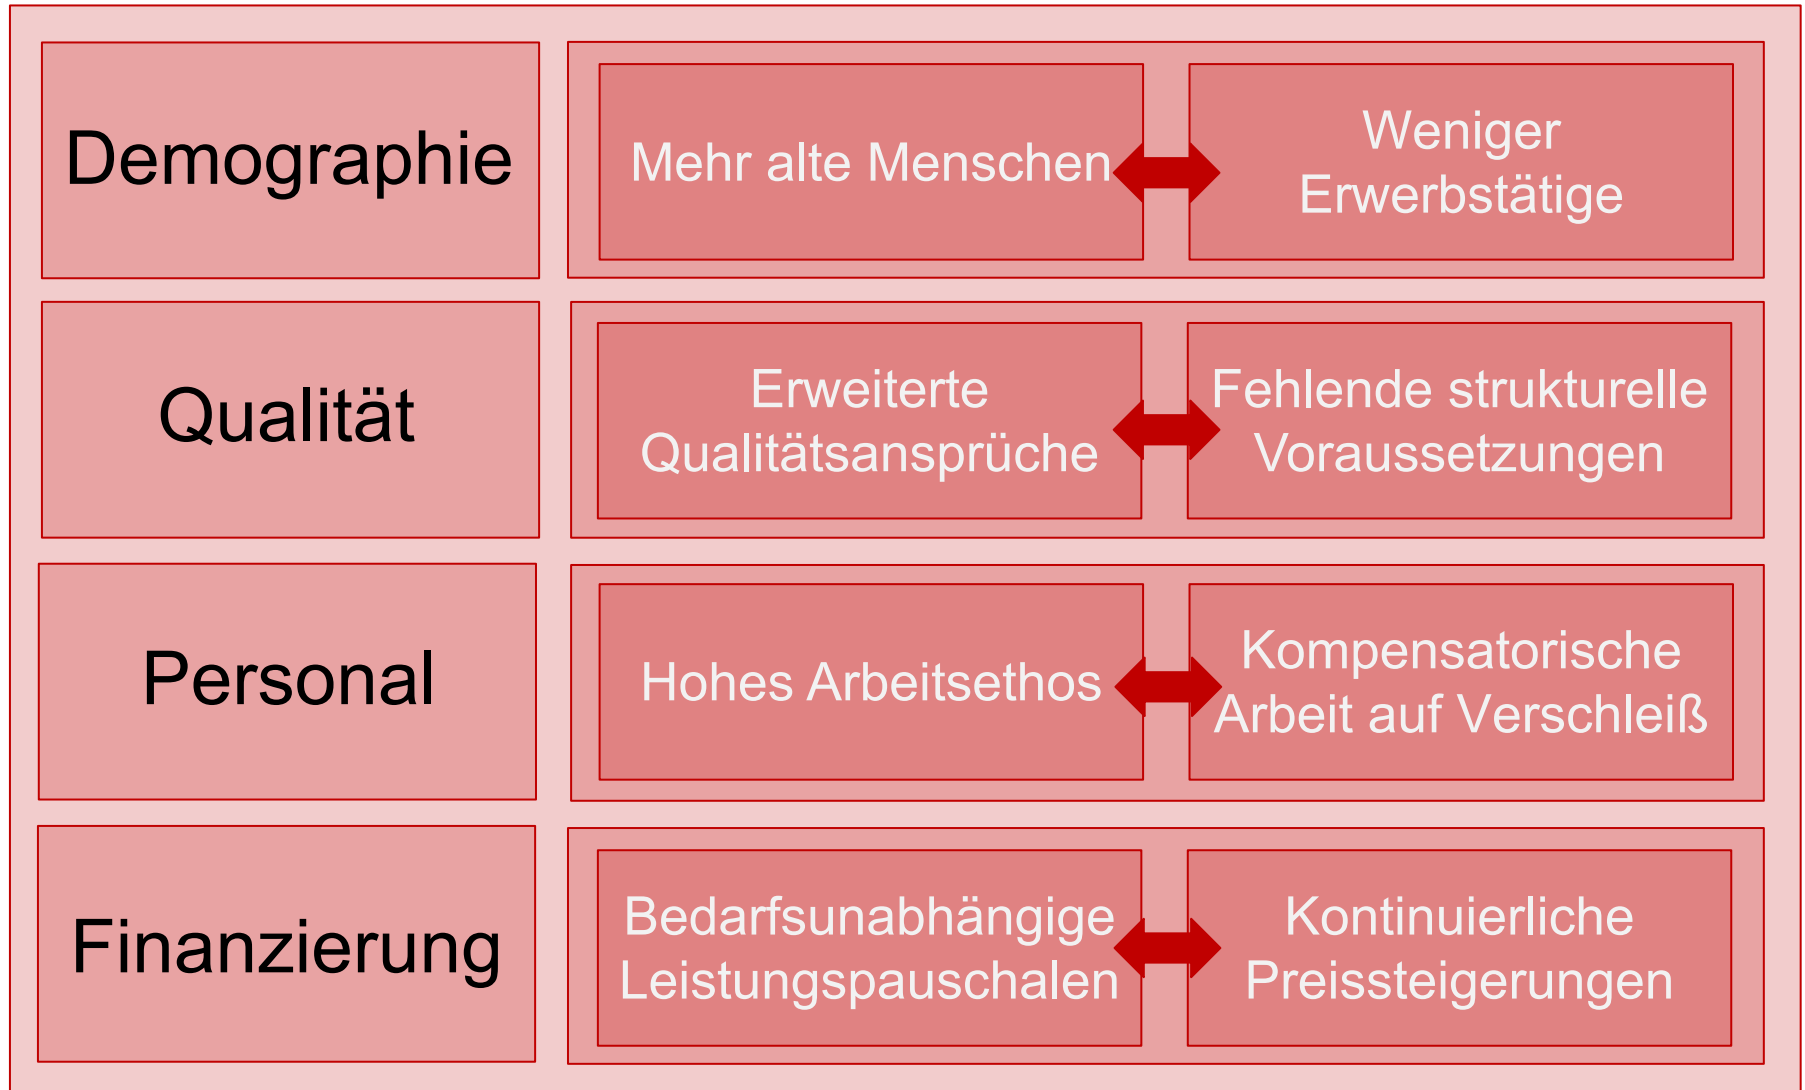 Demographie
Mehr alte Menschen
Weniger
Erwerbstätige
Qualität
Erweiterte
Qualitätsansprüche
Fehlende strukturelle
Voraussetzungen
Personal
Hohes Arbeitsethos
Kompensatorische
Arbeit auf Verschleiß
Finanzierung
Bedarfsunabhängige
Leistungspauschalen
Kontinuierliche
Preissteigerungen